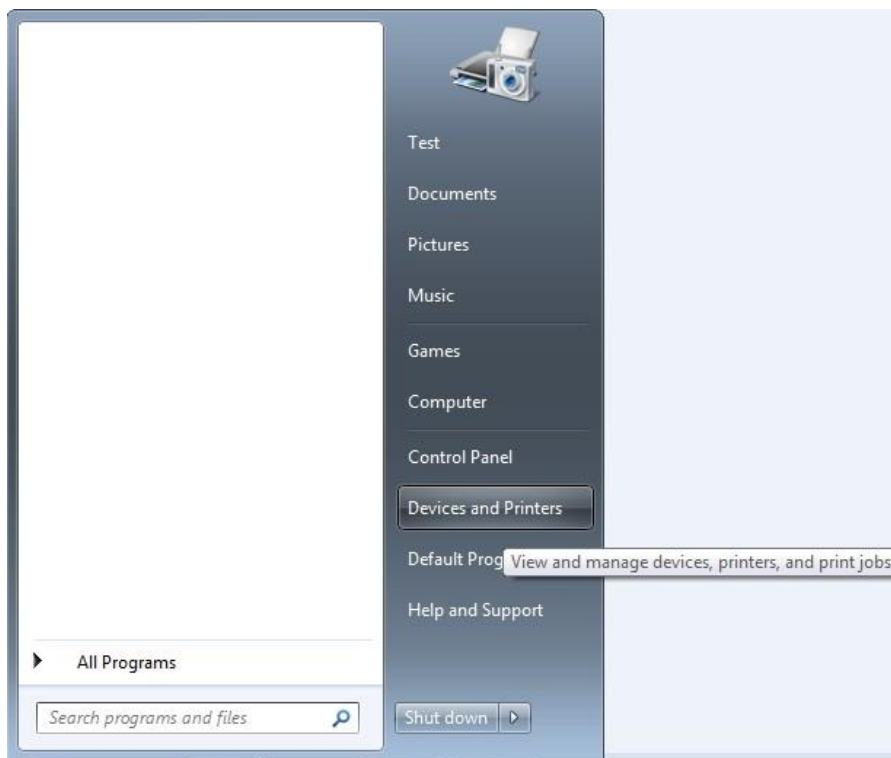 Test
Documents
Pictures
Music
Games
Computer
Control Panel
Devices and Printers
Default Prog
View and manage devices, printers, and print jobs
Help and Support
All Programs
Search programs and files
Shut down